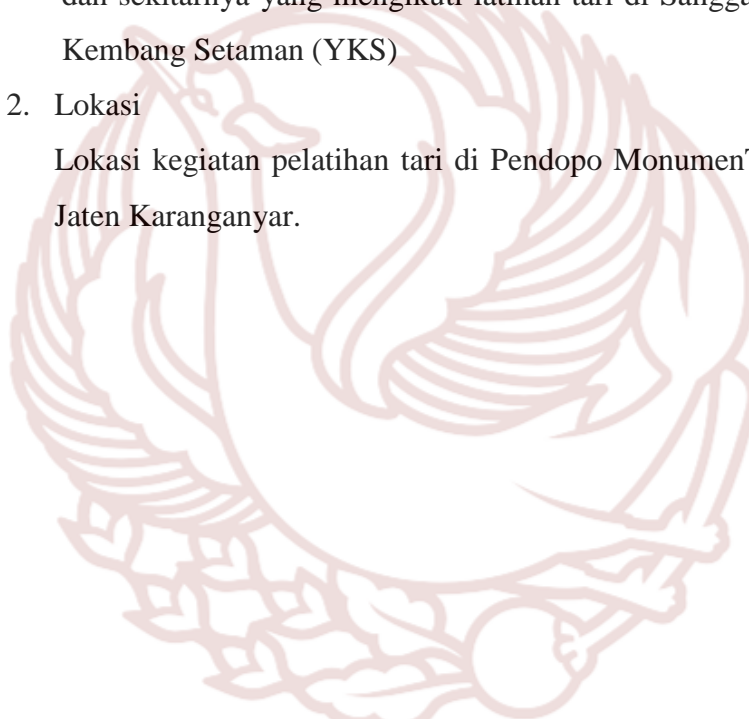 dan sekitarnya yang mengikuti latihan tari di
Kembang Setaman (YKS)
2. Lokasi
Lokasi kegiatan pelatihan tari di Pendopo Monumen
Jaten Karanganyar.